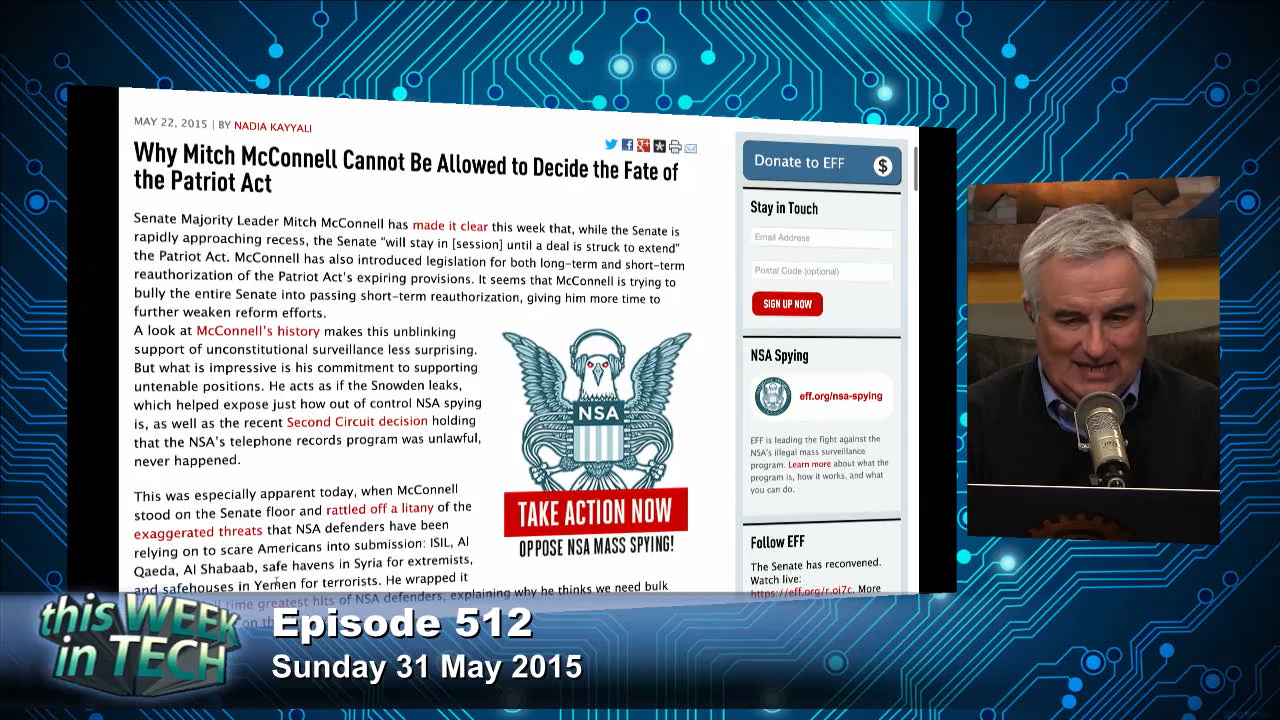 MAY 22, 2015 | BY NADIA KAYYALI
Why Mitch McConnell Cannot Be Allowed to Decide the Fate of
the Patriot Act
Senate Majority Leader Mitch McConnell has made it clear this week that, while the Senate is
rapidly approaching recess, the Senate "will stay in [session] until a deal is struck to extend"
the Patriot Act. McConnell has also introduced legislation for both long-term and short-term
reauthorization of the Patriot Act's expiring provisions. It seems that McConnell is trying to
bully the entire Senate into passing short-term reauthorization, giving him more time to
further weaken reform efforts.
A look at McConnell's history makes this unblinking
support of unconstitutional surveillance less surprising.
But what is impressive is his commitment to supporting
untenable positions. He acts as if the Snowden leaks,
which helped expose just how out of control NSA spying
is, as well as the recent Second Circuit decision holding
that the NSA's telephone records program was unlawful,
never happened.
This was especially apparent today, when McConnell
stood on the Senate floor and rattled off a litany of the
exaggerated threats that NSA defenders have been
relying on to scare Americans into submission: ISIL, Al
Qaeda, Al Shabaab, safe havens in Syria for extremists,
and safehouses in Yemen for terrorists. He wrapped it
time greatest hits of NSA defenders, explaining why he thinks we need bulk
NSA
TAKE ACTION NOW
OPPOSE NSA MASS SPYING!
Donate to EFF $
Stay in Touch
Email Address
Postal Code (optional)
SIGN UP NOW
NSA Spying
eff.org/nsa-spying
EFF is leading the fight against the
NSA's illegal mass surveillance
program. Learn more about what the
program is, how it works, and what
you can do.
Follow EFF
The Senate has reconvened.
Watch live:
https://eff.org/r.oi7c. More
this WEEK
in TECH
Episode 512
Sunday 31 May 2015